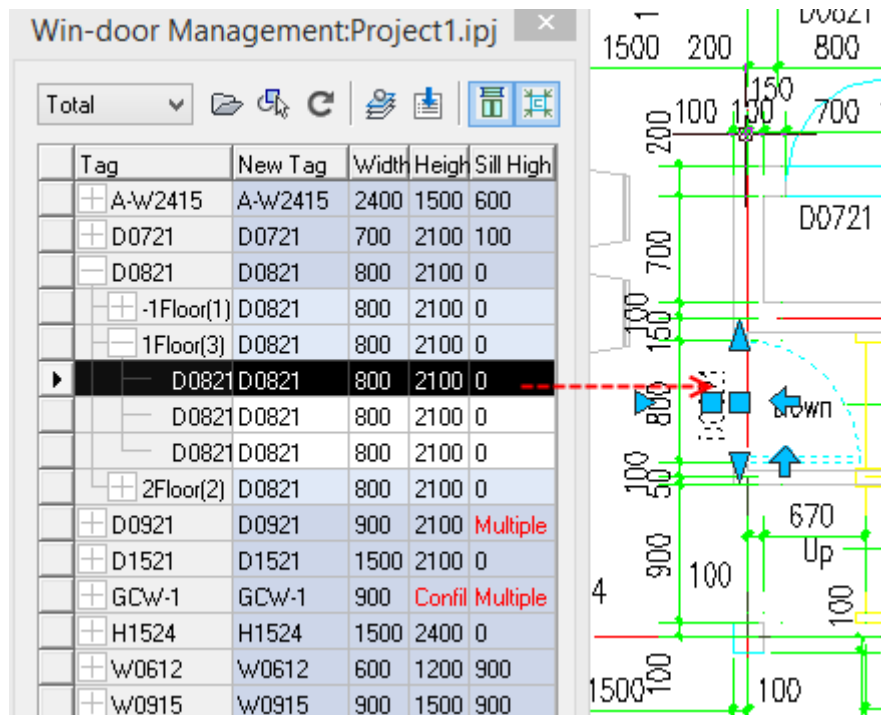 Win-door Management:Project1.ipj
Total
Tag New Tag Width Heigh Sill High
A-W2415 A-W2415 2400 1500 600
D0721 D0721 700 2100 100
D0821 D0821 800 2100 0
-1Floor(1) D0821 800 2100 0
1Floor(3) D0821 800 2100 0
D0821 D0821 800 2100 0
D0821 D0821 800 2100 0
D0821 D0821 800 2100 0
2Floor(2) D0821 800 2100 0
D0921 D0921 900 2100 Multiple
D1521 D1521 1500 2100 0
GCW-1 GCW-1 900 Confil Multiple
H1524 H1524 1500 2400 0
W0612 W0612 600 1200 900
W0915 W0915 900 1500 900
D0821
1500 200 800
150
100 100 700
200
D0721
700
100
150
800
Down
100
50
670
Up
900
100
4
100
1500
100
100